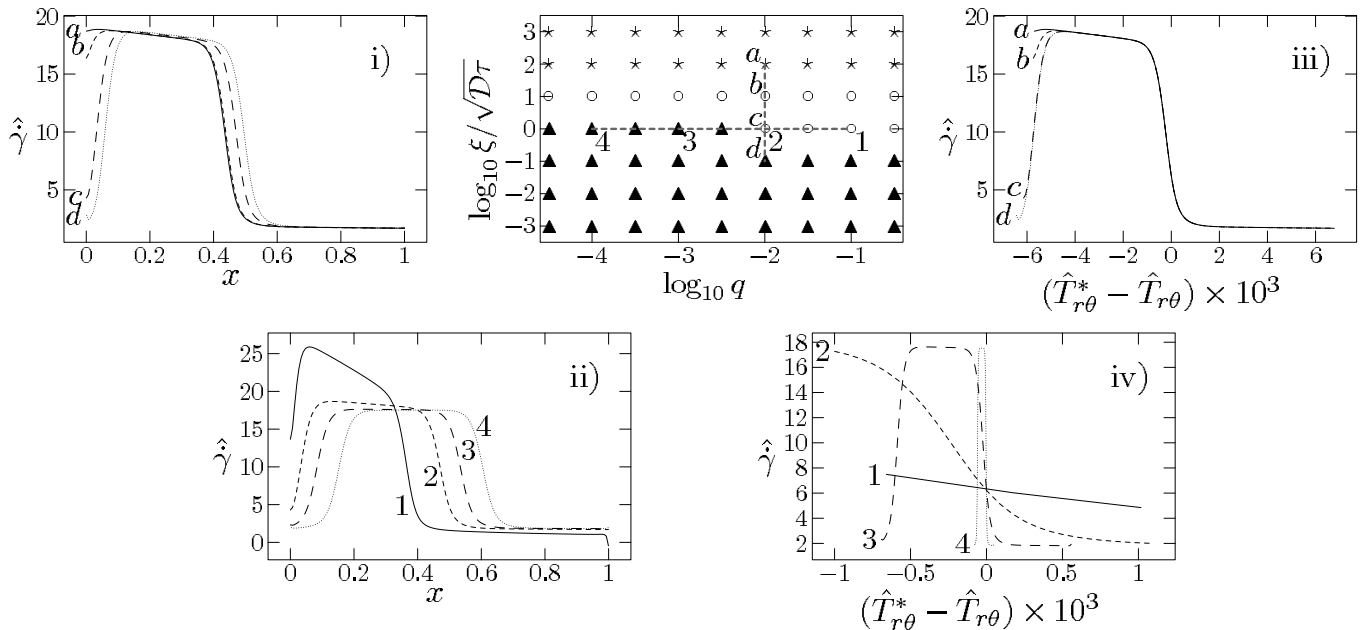 20
15
10
5
γ̇̂
a
b
c
d
i)
0 0.2 0.4 0.6 0.8 1
x
3
2
1
0
−1
−2
−3
log₁₀ ξ/√𝒟τ
a
b
c
d
4 3 2 1
−4 −3 −2 −1
log₁₀ q
20
15
10
5
γ̇̂
a
b
c
d
iii)
−6 −4 −2 0 2 4 6
(T̂*ᵣθ − T̂ᵣθ) × 10³
25
20
15
10
5
0
γ̇̂
ii)
4
3
2
1
0 0.2 0.4 0.6 0.8 1
x
18
16
14
12
10
8
6
4
2
γ̇̂
2
1
3
4
iv)
−1 −0.5 0 0.5 1
(T̂*ᵣθ − T̂ᵣθ) × 10³